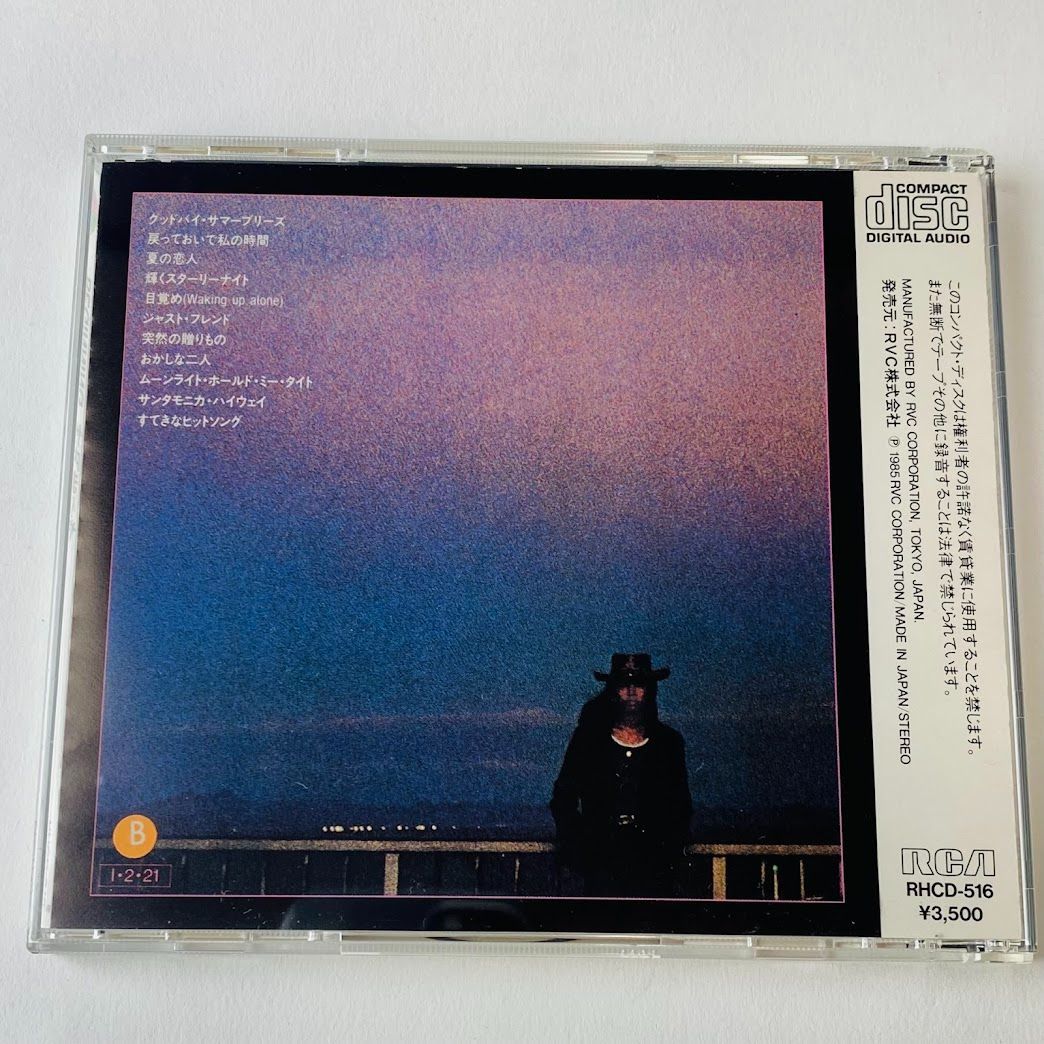 グッドバイ・サマーブリーズ
戻っておいで私の時間
夏の恋人
輝くスターリーナイト
目覚め(Waking up alone)
ジャスト・フレンド
突然の贈りもの
おかしな二人
ムーンライト・ホールド・ミー・タイト
サンタモニカ・ハイウェイ
すてきなヒットソング
B
1・2・21
COMPACT
disc
DIGITAL AUDIO
このコンパクト・ディスクは権利者の許諾なく賃貸業に使用することを禁じます。
また無断でテープその他に録音することは法律で禁じられています。
MANUFACTURED BY RVC CORPORATION, TOKYO, JAPAN.
発売元：RVC株式会社 Ⓟ 1985 RVC CORPORATION/MADE IN JAPAN/STEREO
RCA
RHCD-516
¥3,500